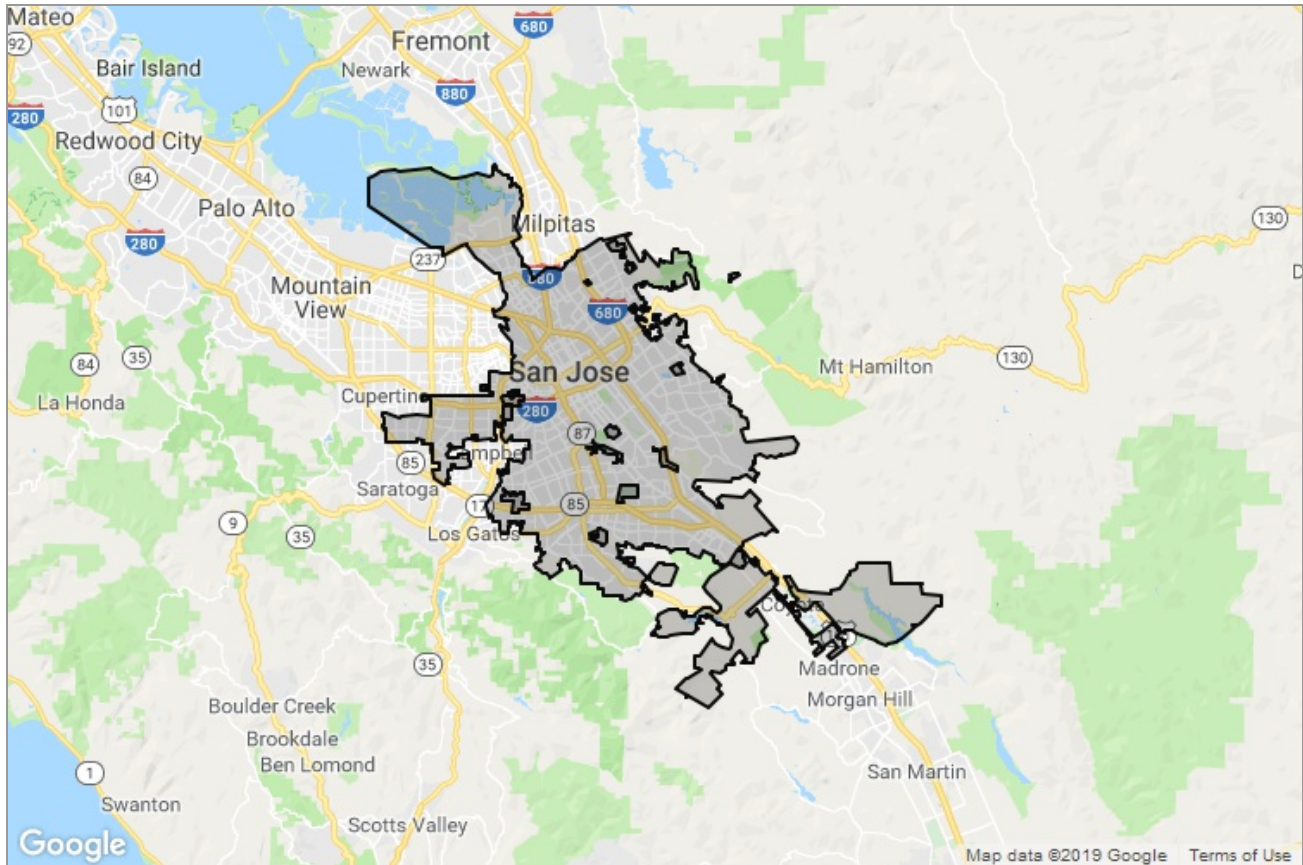 Mateo
92
Bair Island
Fremont
680
Newark
880
101
280
Redwood City
84
Palo Alto
280
Milpitas
130
237
Mountain
View
680
35
84
130
Mt Hamilton
San Jose
La Honda
Cupertino
280
87
85
Saratoga
17
85
9
35
Los Gatos
35
Madrone
Morgan Hill
Boulder Creek
Brookdale
Ben Lomond
1
San Martin
Swanton
Scotts Valley
Google
Map data ©2019 Google
Terms of Use